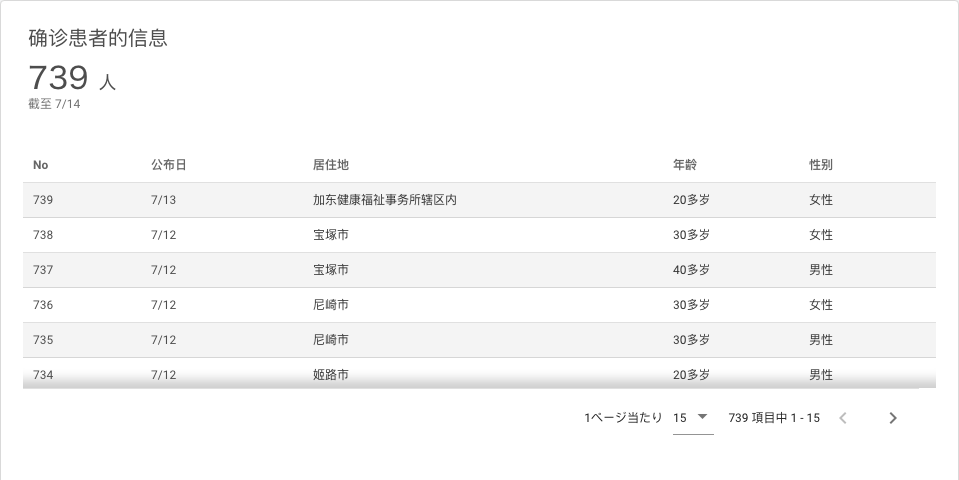 确诊患者的信息
739 人
截至 7/14
No 公布日 居住地 年龄 性别
739 7/13 加东健康福祉事务所辖区内 20多岁 女性
738 7/12 宝塚市 30多岁 女性
737 7/12 宝塚市 40多岁 男性
736 7/12 尼崎市 30多岁 女性
735 7/12 尼崎市 30多岁 男性
734 7/12 姬路市 20多岁 男性
1ページ当たり 15 739 項目中 1 - 15